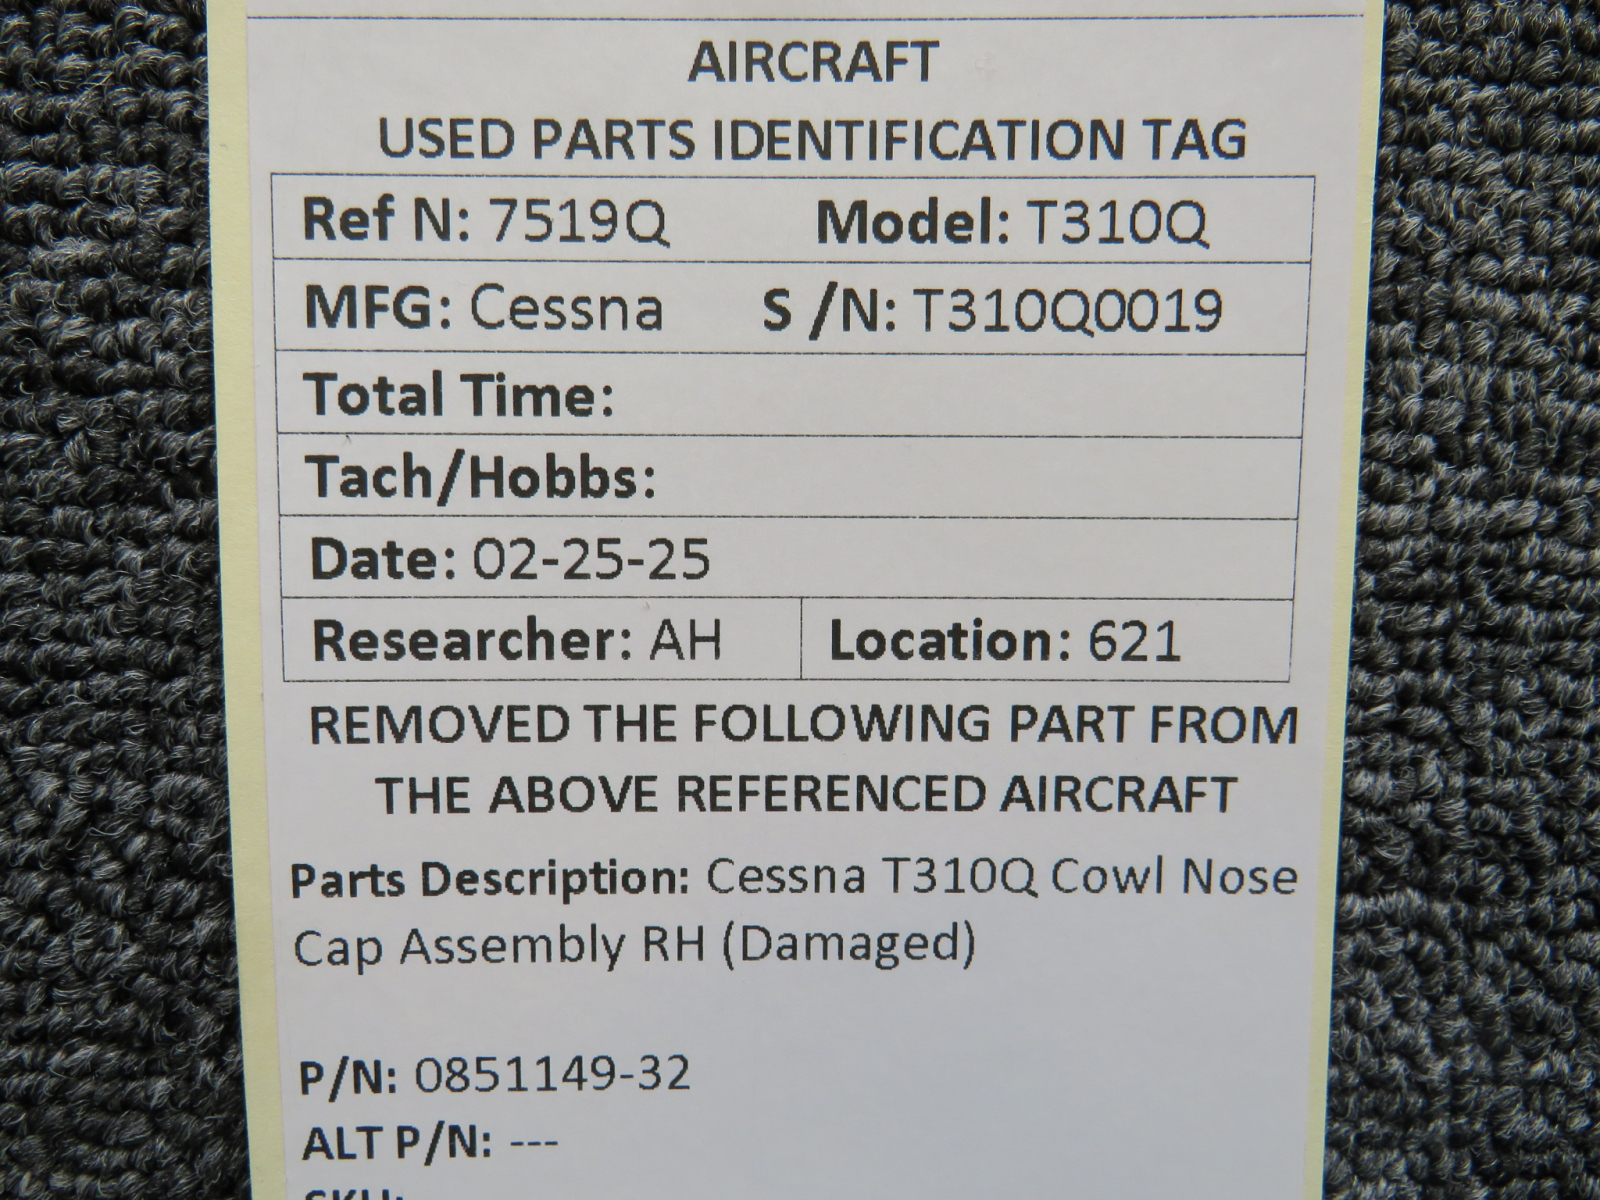 AIRCRAFT
USED PARTS IDENTIFICATION TAG
Ref N: 7519Q Model: T310Q
MFG: Cessna S /N: T310Q0019
Total Time:
Tach/Hobbs:
Date: 02-25-25
Researcher: AH Location: 621
REMOVED THE FOLLOWING PART FROM
THE ABOVE REFERENCED AIRCRAFT
Parts Description: Cessna T310Q Cowl Nose
Cap Assembly RH (Damaged)
P/N: 0851149-32
ALT P/N: ---
SKU: